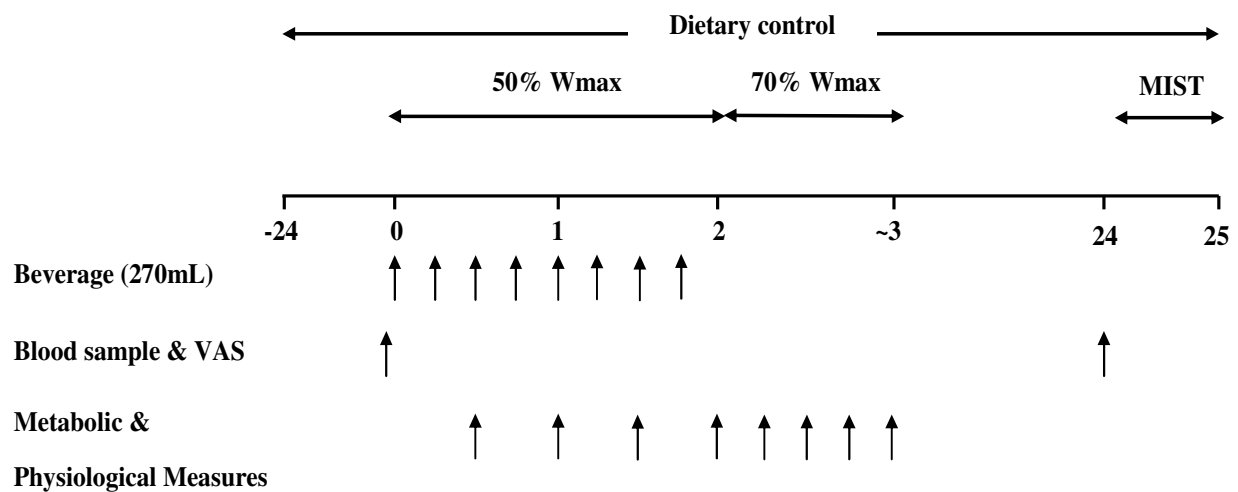 Dietary control
50% Wmax 70% Wmax MIST
-24 0 1 2 ~3 24 25
Beverage (270mL)
Blood sample & VAS
Metabolic &
Physiological Measures